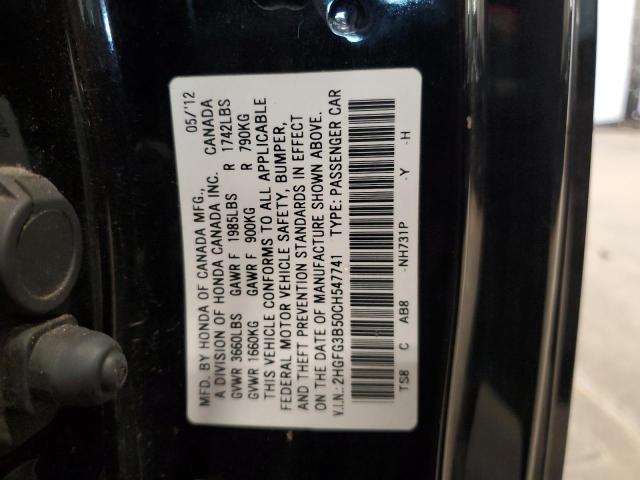 MFD. BY HONDA OF CANADA MFG., 05/'12
A DIVISION OF HONDA CANADA INC. CANADA
GVWR 3660LBS GAWR F 1985LBS R 1742LBS
GVWR 1660KG GAWR F 900KG R 790KG
THIS VEHICLE CONFORMS TO ALL APPLICABLE
FEDERAL MOTOR VEHICLE SAFETY, BUMPER,
AND THEFT PREVENTION STANDARDS IN EFFECT
ON THE DATE OF MANUFACTURE SHOWN ABOVE.
V.I.N.: 2HGFG3B50CH547741 TYPE: PASSENGER CAR
TS8 C AB8 -NH731P -Y -H